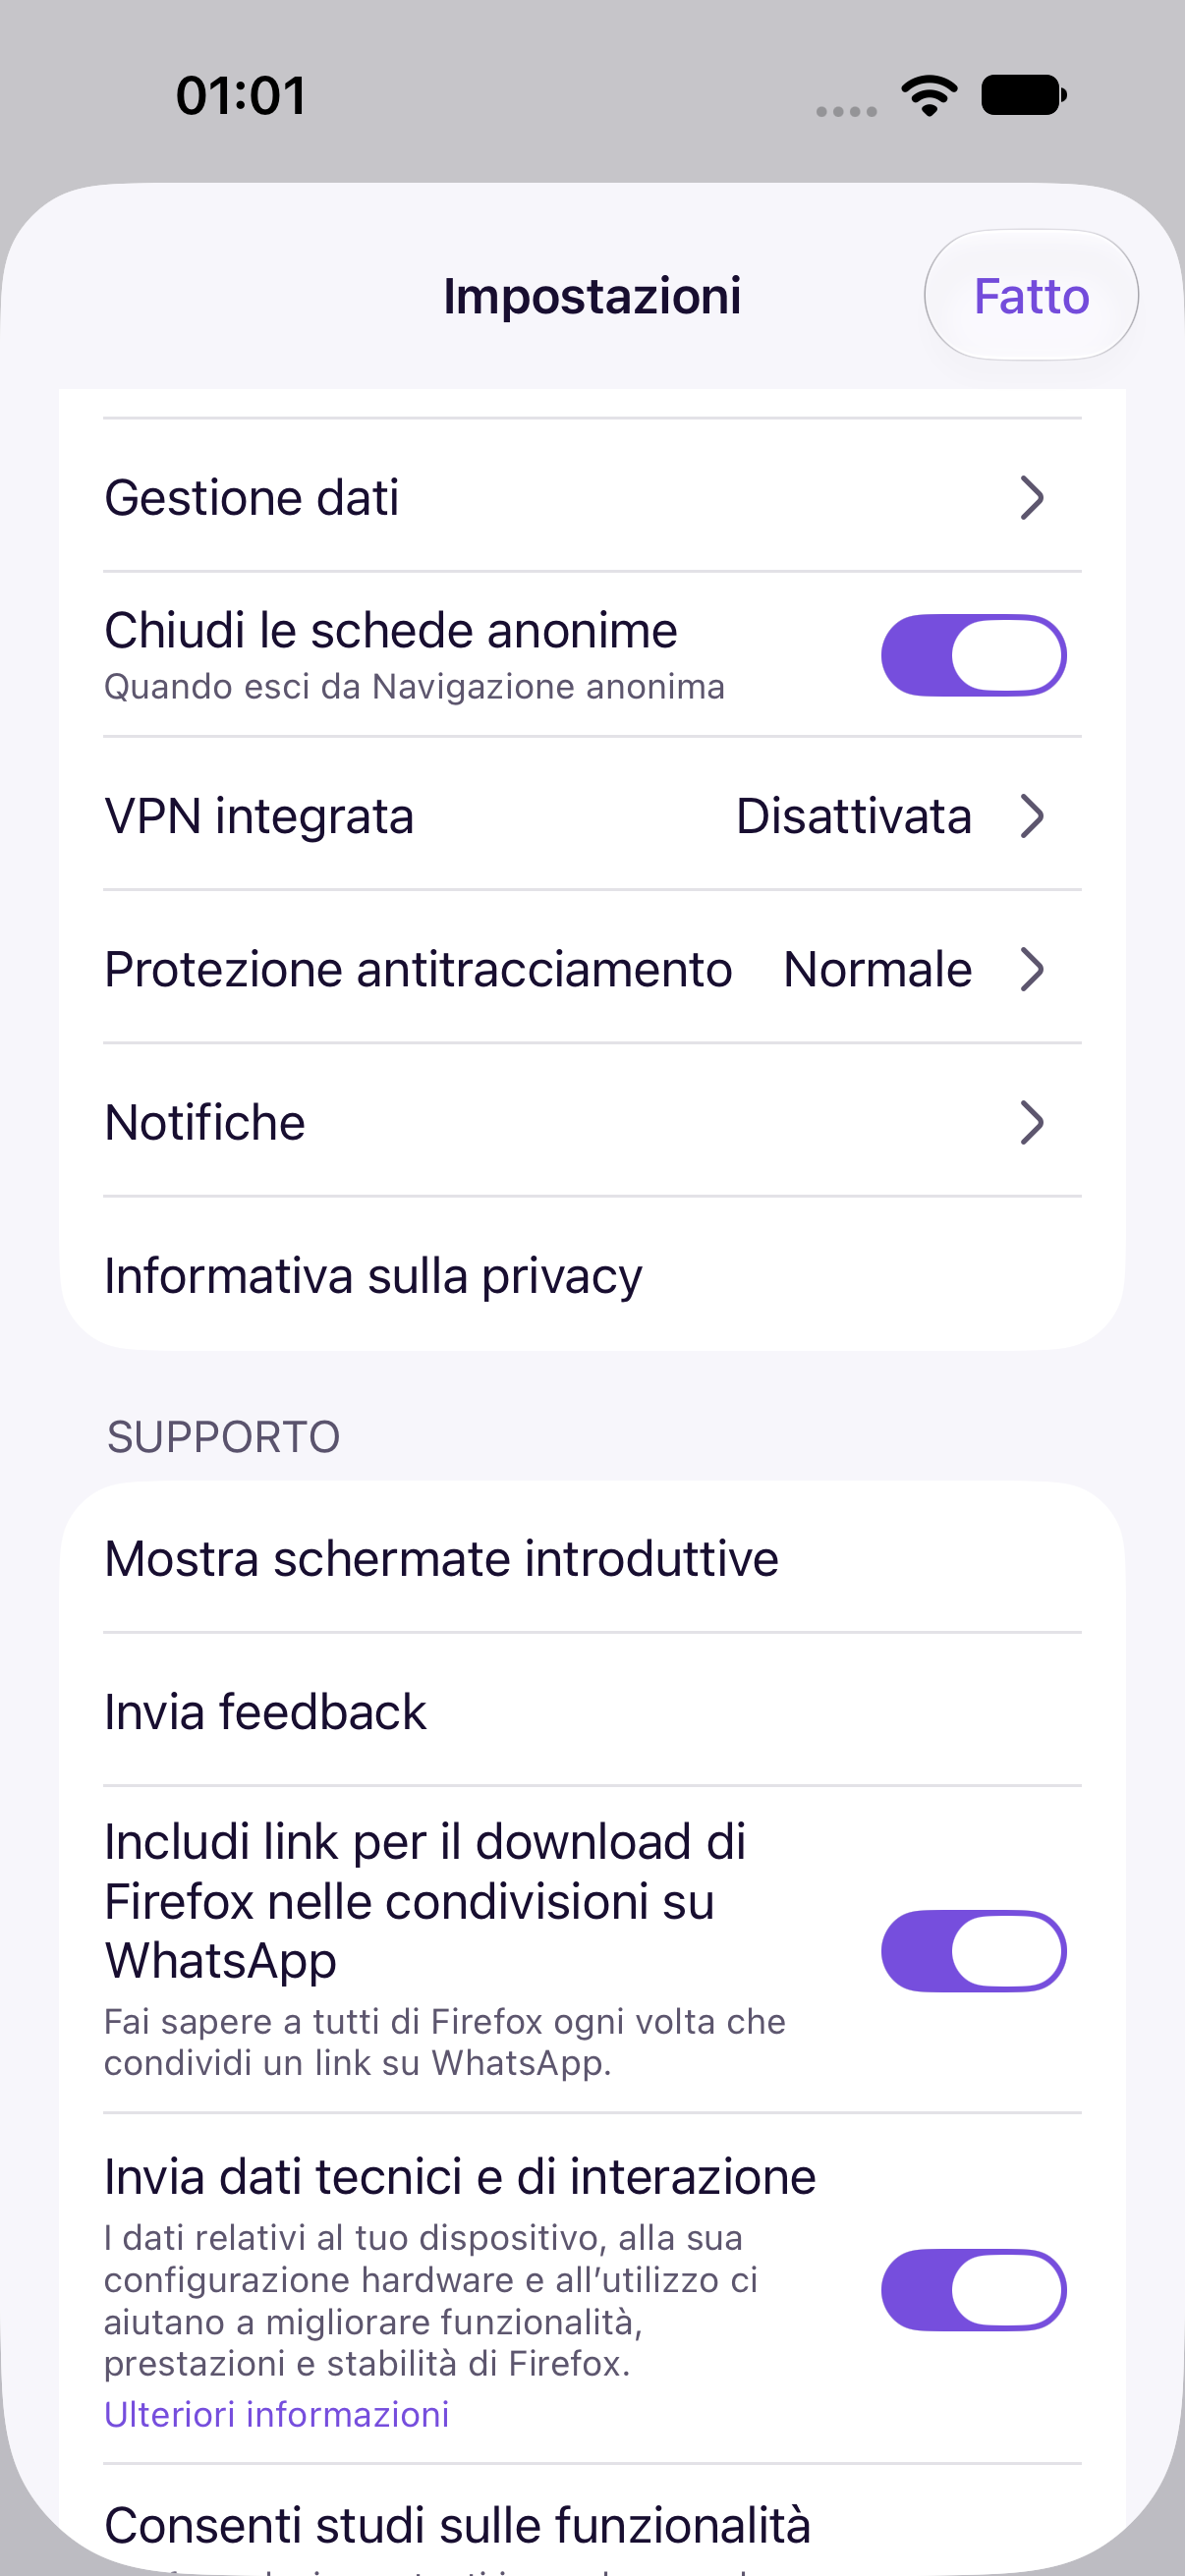 01:01
Impostazioni
Fatto
Gestione dati
Chiudi le schede anonime
Quando esci da Navigazione anonima
VPN integrata Disattivata
Protezione antitracciamento Normale
Notifiche
Informativa sulla privacy
SUPPORTO
Mostra schermate introduttive
Invia feedback
Includi link per il download di
Firefox nelle condivisioni su
WhatsApp
Fai sapere a tutti di Firefox ogni volta che
condividi un link su WhatsApp.
Invia dati tecnici e di interazione
I dati relativi al tuo dispositivo, alla sua
configurazione hardware e all’utilizzo ci
aiutano a migliorare funzionalità,
prestazioni e stabilità di Firefox.
Ulteriori informazioni
Consenti studi sulle funzionalità